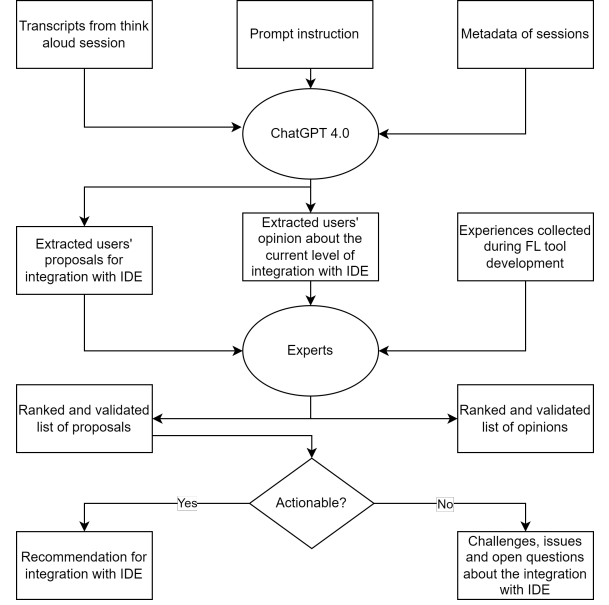 Transcripts from think
aloud session
Prompt instruction
Metadata of sessions
ChatGPT 4.0
Extracted users'
proposals for
integration with IDE
Extracted users'
opinion about the
current level of
integration with IDE
Experiences collected
during FL tool
development
Experts
Ranked and validated
list of proposals
Ranked and validated
list of opinions
Actionable?
Yes
No
Recommendation for
integration with IDE
Challenges, issues
and open questions
about the integration
with IDE